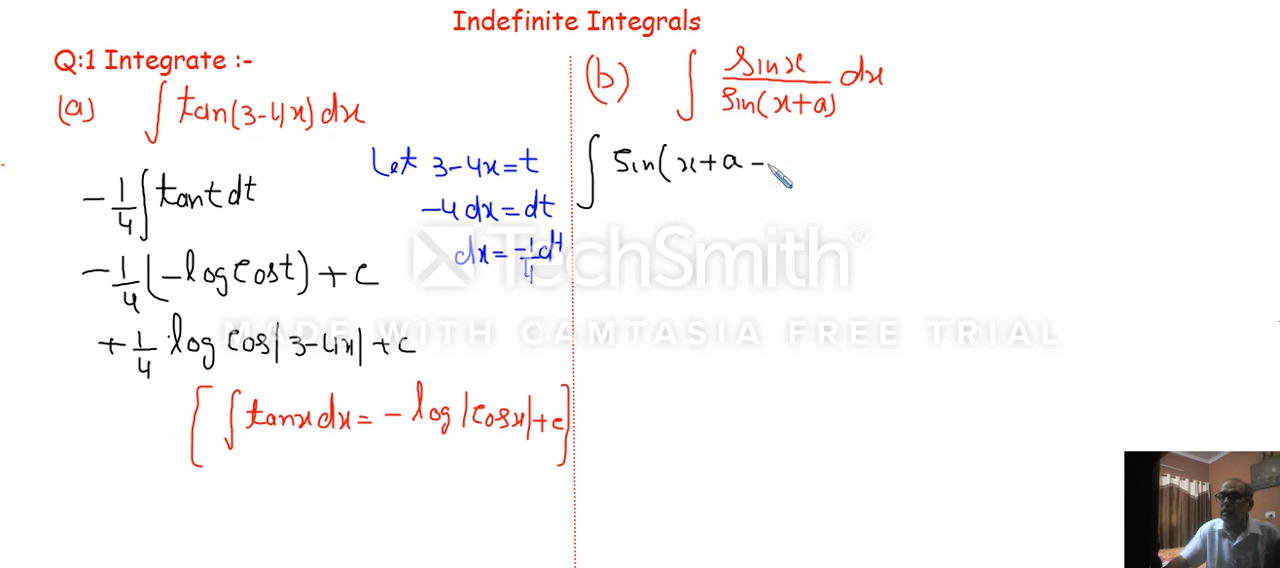 Indefinite Integrals
Q:1 Integrate :-
(a) ∫ tan(3-4x) dx
Let 3-4x=t
-4dx=dt
dx=-1/4 dt
-1/4 ∫ tant dt
-1/4 (-log cost) + c
+1/4 log cos|3-4x| + c
[∫ tanx dx = - log |cosx| + c]
(b) ∫ sinx / sin(x+a) dx
∫ sin(x+a -
TechSmith®
MADE WITH CAMTASIA FREE TRIAL